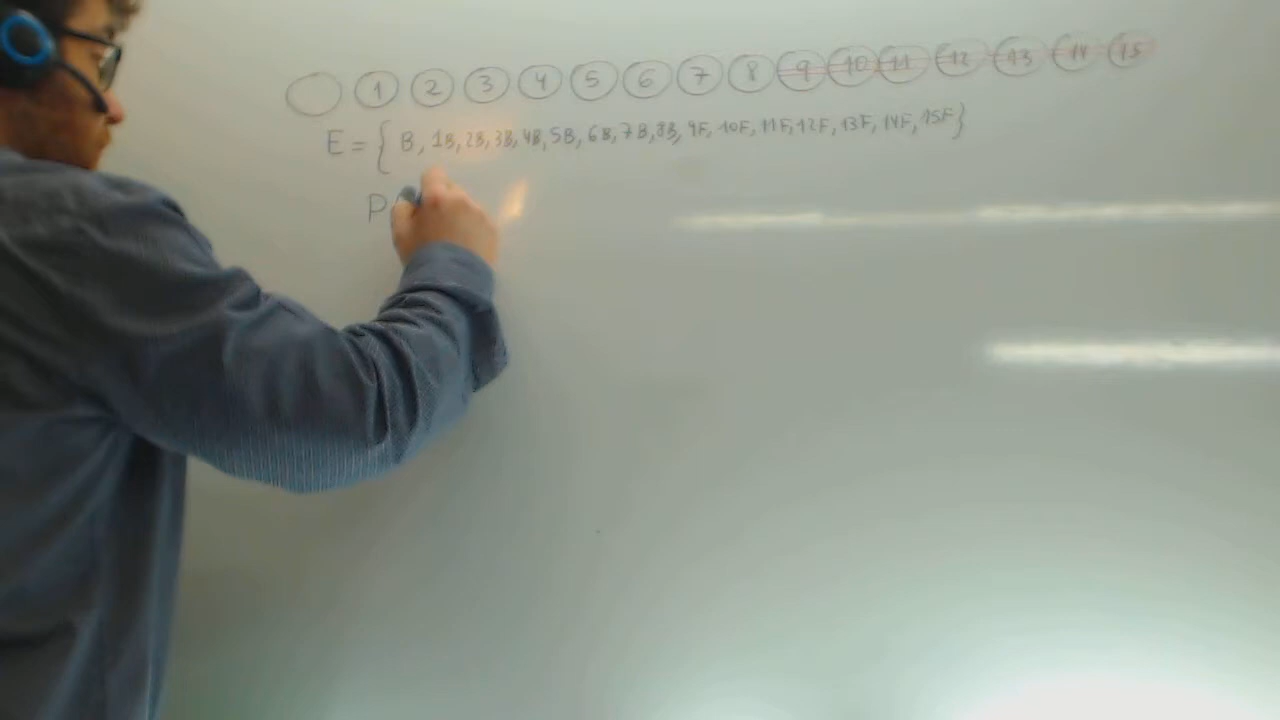 1 2 3 4 5 6 7 8 9 10 11 12 13 14 15
E = { B, 1B, 2B, 3B, 4B, 5B, 6B, 7B, 8B, 9F, 10F, 11F, 12F, 13F, 14F, 15F }
P